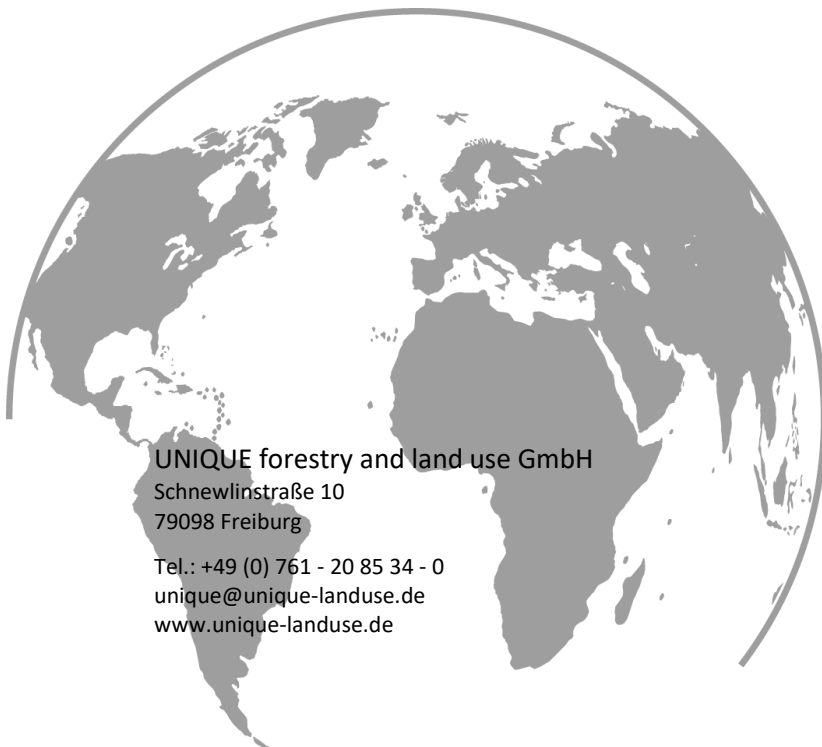 UNIQUE forestry and land use GmbH
Schnewlinstraße 10
79098 Freiburg
Tel.: +49 (0) 761 - 20 85 34 - 0
unique@unique-landuse.de
www.unique-landuse.de